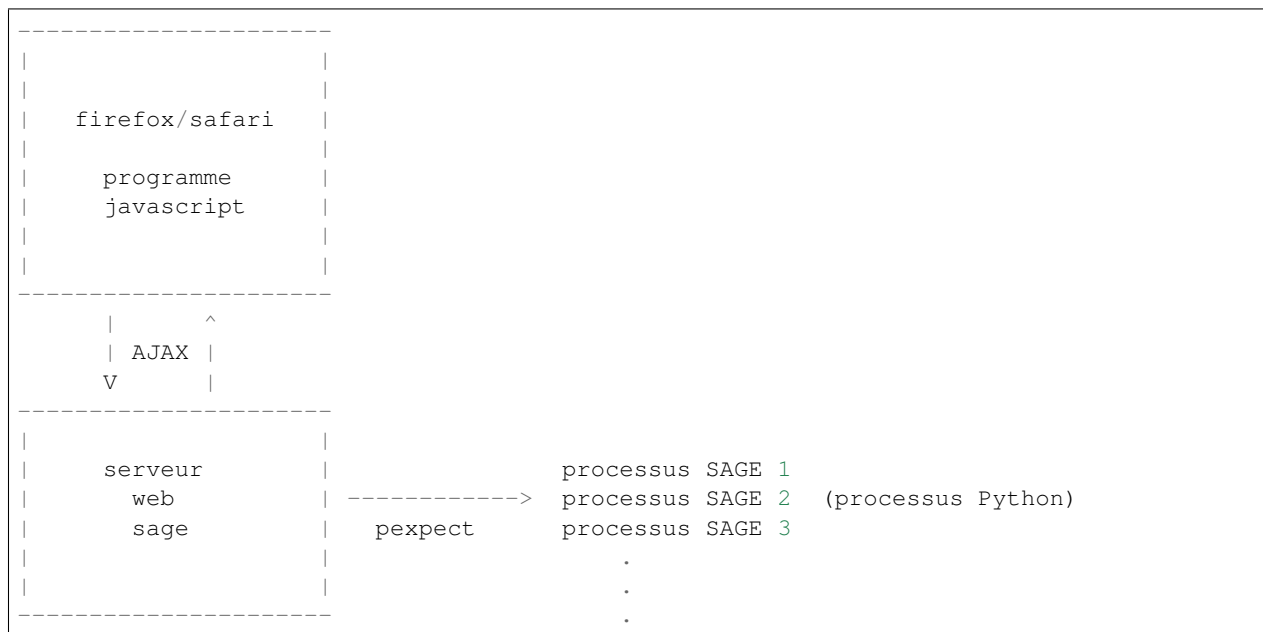 ----------------------
|                     |
|                     |
|    firefox/safari   |
|                     |
|      programme      |
|      javascript     |
|                     |
|                     |
----------------------
      |      ^
      | AJAX |
      V      |
----------------------
|                     |
|      serveur        |                processus SAGE 1
|        web          | ------------>  processus SAGE 2  (processus Python)
|        sage         |   pexpect      processus SAGE 3
|                     |                    .
|                     |                    .
----------------------                     .